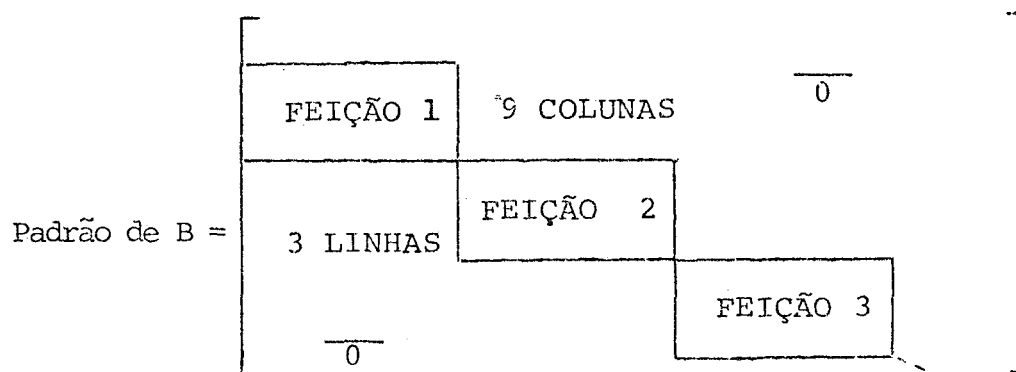 0
FEIÇÃO 1 9 COLUNAS
FEIÇÃO 2
Padrão de B =
3 LINHAS
FEIÇÃO 3
0